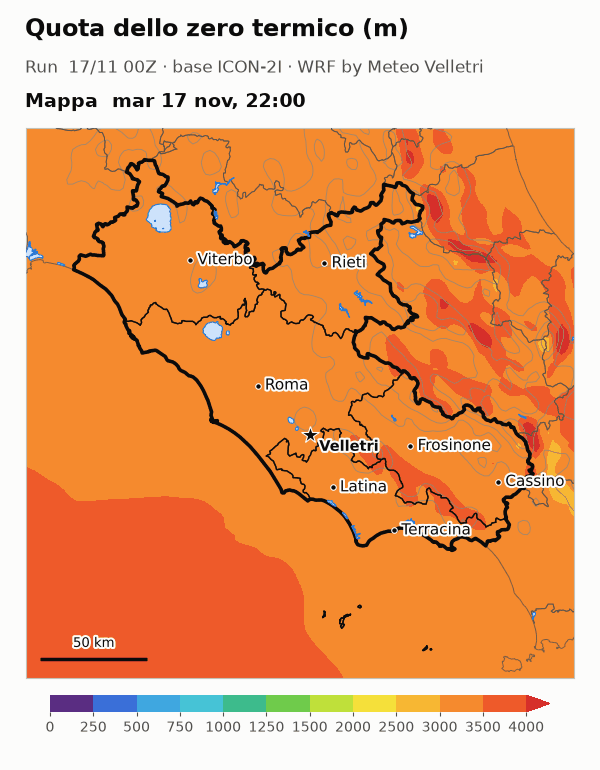 Quota dello zero termico (m)
Run  17/11 00Z · base ICON-2I · WRF by Meteo Velletri
Mappa  mar 17 nov, 22:00
Viterbo
Rieti
Roma
Velletri
Frosinone
Cassino
Latina
Terracina
50 km
0 250 500 750 1000 1250 1500 2000 2500 3000 3500 4000